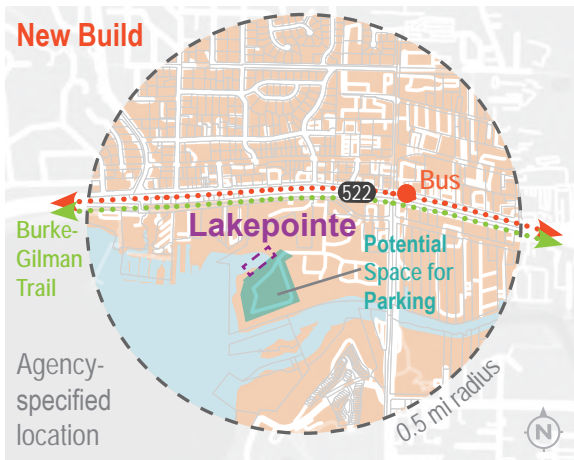 New Build
522
Bus
Lakepointe
Burke-
Gilman
Trail
Potential
Space for
Parking
Agency-
specified
location
0.5 mi radius
N